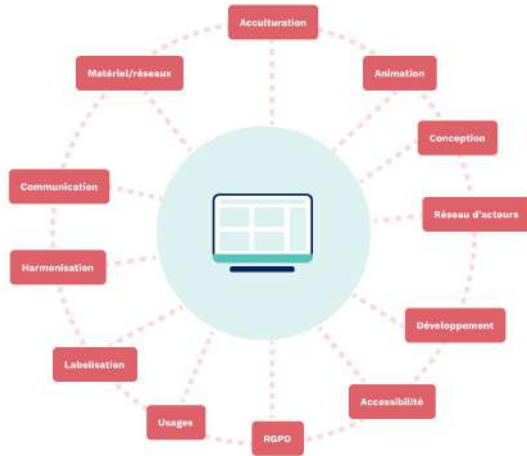 Acculturation
Matériel/réseaux
Animation
Conception
Communication
Réseau d'acteurs
Harmonisation
Développement
Labelisation
Accessibilité
Usages
RGPD